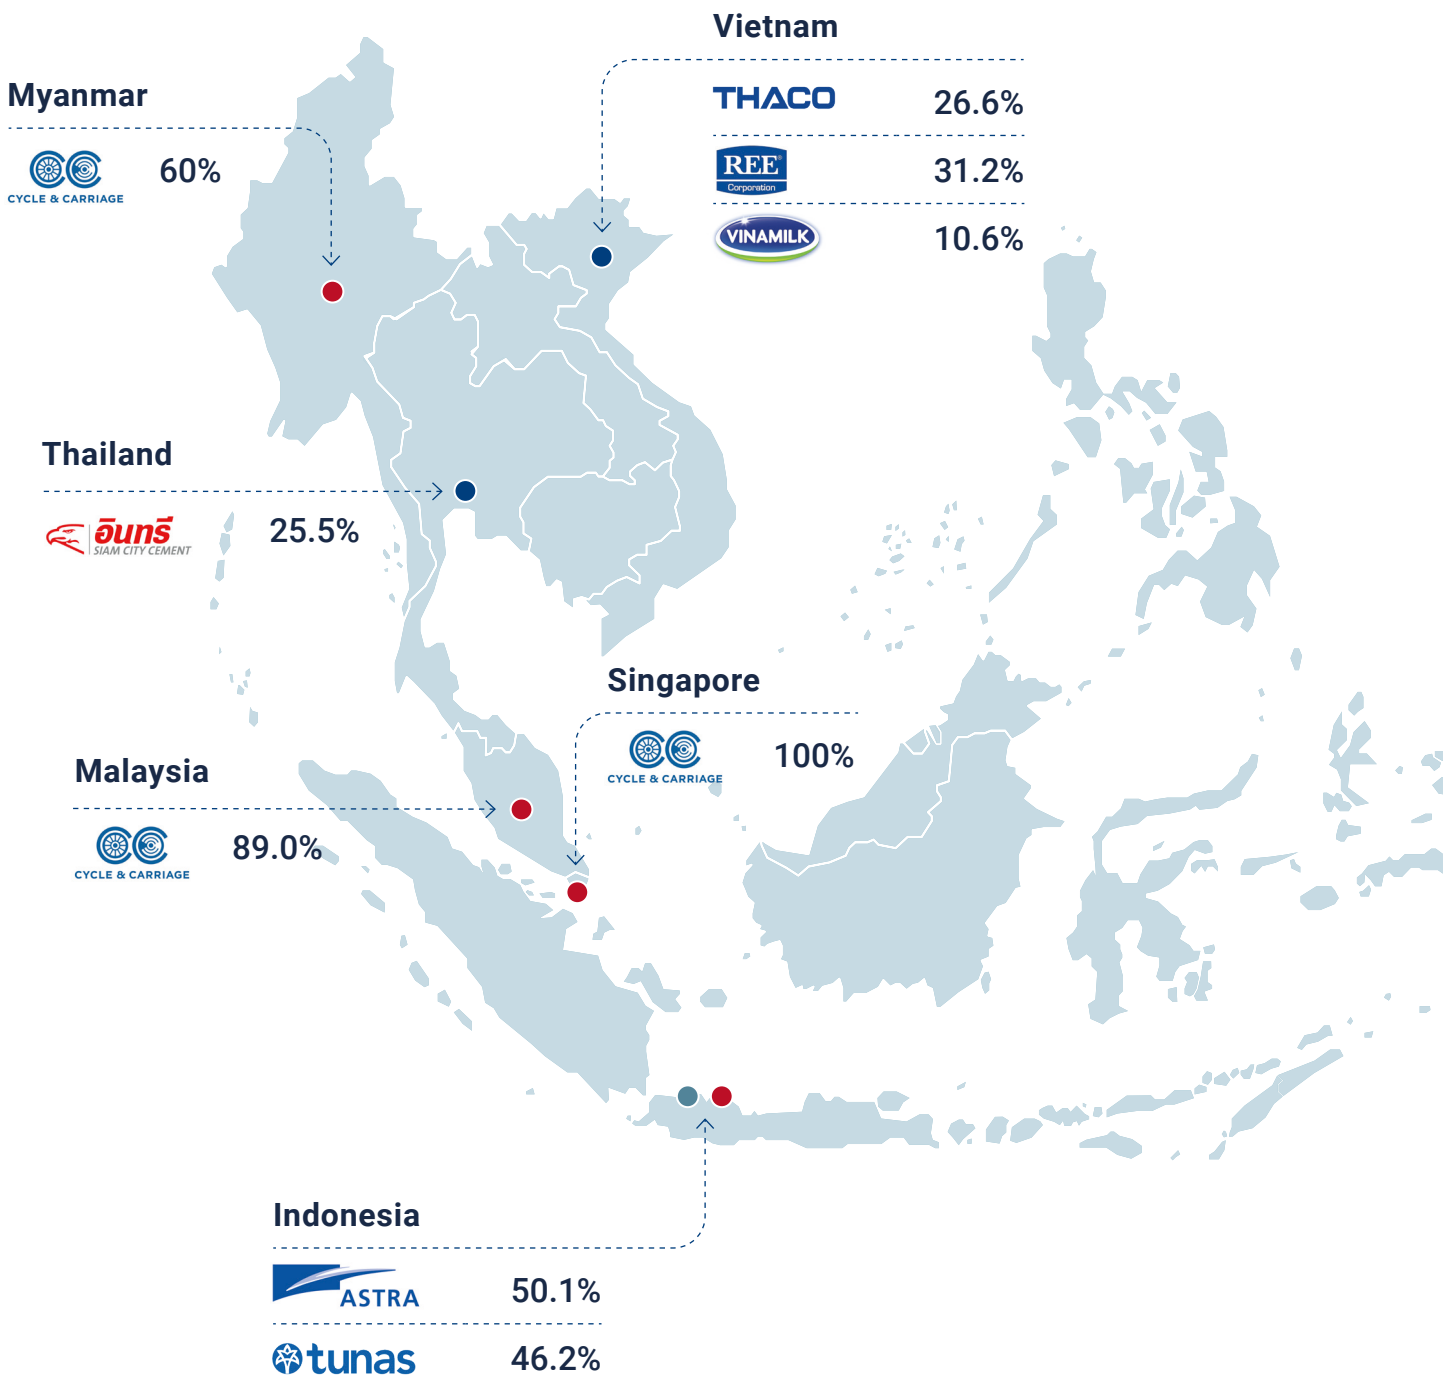 Vietnam
THACO 26.6%
REE
Corporation
31.2%
VINAMILK 10.6%
Myanmar
CYCLE & CARRIAGE
60%
Thailand
อินทรี
SIAM CITY CEMENT
25.5%
Singapore
CYCLE & CARRIAGE
100%
Malaysia
CYCLE & CARRIAGE
89.0%
Indonesia
ASTRA 50.1%
tunas 46.2%